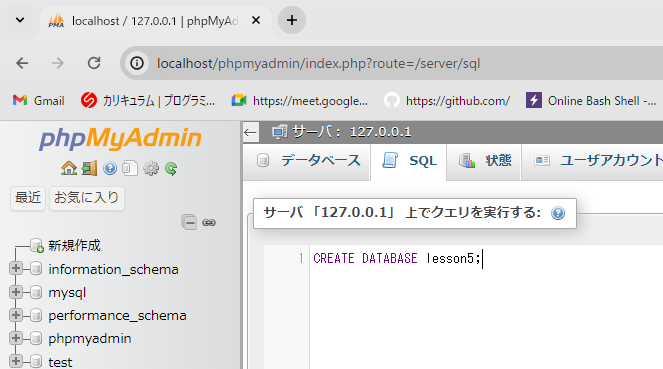 localhost / 127.0.0.1 | phpMyAd
localhost/phpmyadmin/index.php?route=/server/sql
Gmail カリキュラム | プログラミ... https://meet.google... https://github.com/ Online Bash Shell -
phpMyAdmin
最近 お気に入り
新規作成
information_schema
mysql
performance_schema
phpmyadmin
test
サーバ: 127.0.0.1
データベース SQL 状態 ユーザアカウント
サーバ 「127.0.0.1」 上でクエリを実行する:
1 CREATE DATABASE lesson5;